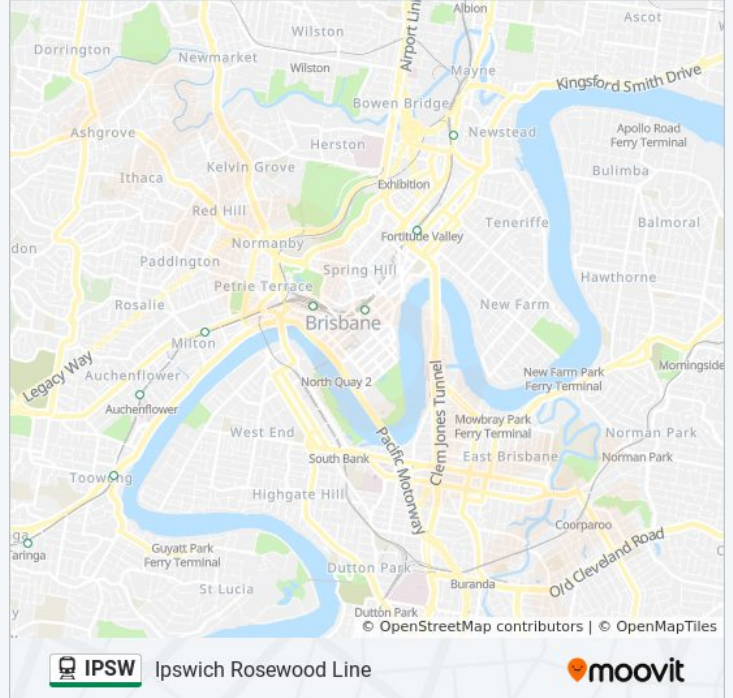 Albion
Ascot
Wilston
Dorrington
Airport Lin
Newmarket
Wilston
Mayne
Kingsford Smith Drive
Bowen Bridge
Apollo Road
Ferry Terminal
Ashgrove
Newstead
Herston
Kelvin Grove
Bulimba
Ithaca
Exhibition
Red Hill
Teneriffe
Balmoral
Fortitude Valley
Normanby
don
Paddington
Spring Hill
Hawthorne
Petrie Terrace
Rosalie
New Farm
Brisbane
Milton
Legacy Way
Auchenflower
Morningside
New Farm Park
Ferry Terminal
North Quay 2
Clem Jones Tunnel
Auchenflower
Mowbray Park
Ferry Terminal
West End
Pacific Motorway
Norman Park
South Bank
East Brisbane
Norman Park
Toowong
Highgate Hill
Coorparoo
ga
Taringa
Guyatt Park
Ferry Terminal
Old Cleveland Road
C
Dutton Park
Buranda
St Lucia
y
Dutton Park
© OpenStreetMap contributors | © OpenMapTiles
IPSW Ipswich Rosewood Line moovit